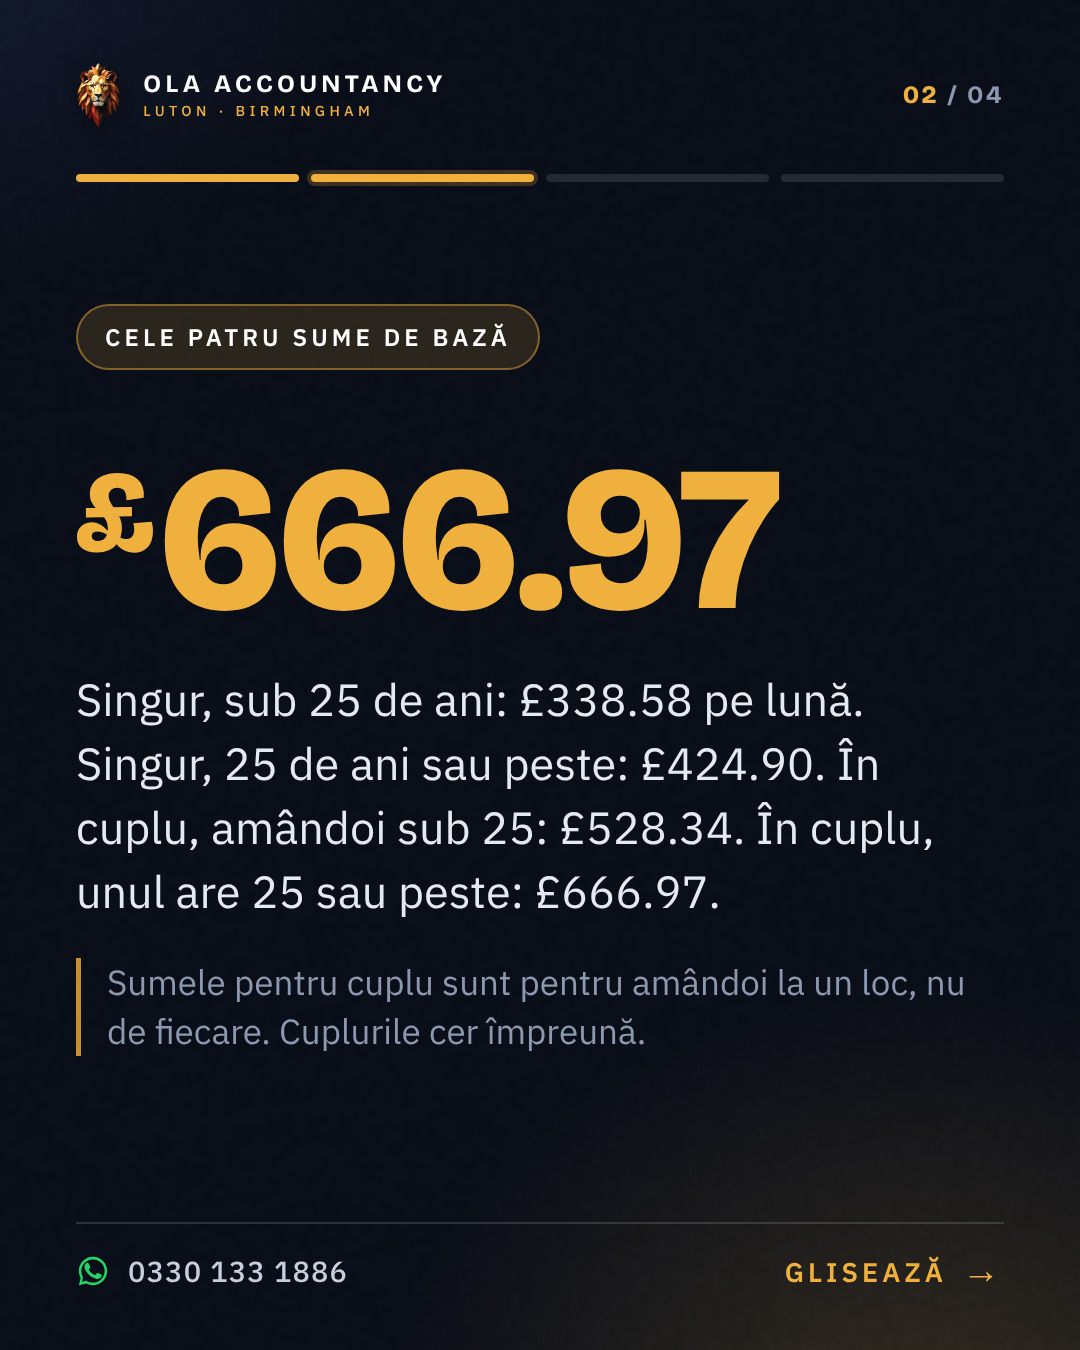 OLA ACCOUNTANCY
LUTON · BIRMINGHAM
02 / 04
CELE PATRU SUME DE BAZĂ
£666.97
Singur, sub 25 de ani: £338.58 pe lună.
Singur, 25 de ani sau peste: £424.90. În
cuplu, amândoi sub 25: £528.34. În cuplu,
unul are 25 sau peste: £666.97.
Sumele pentru cuplu sunt pentru amândoi la un loc, nu
de fiecare. Cuplurile cer împreună.
0330 133 1886
GLISEAZĂ →